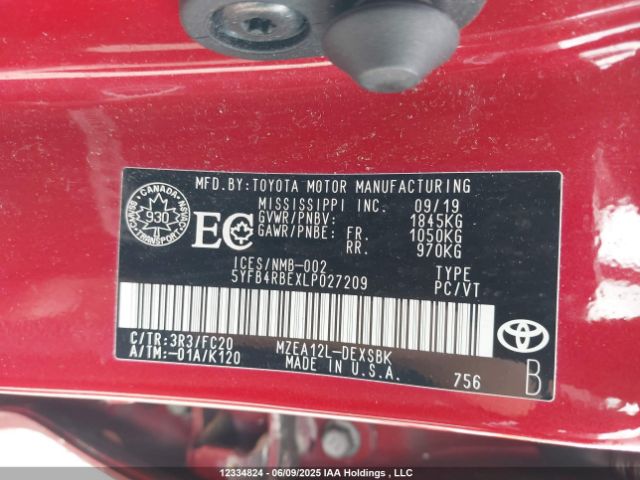 MFD.BY:TOYOTA MOTOR MANUFACTURING
MISSISSIPPI INC. 09/19
GVWR/PNBV: 1845KG
GAWR/PNBE: FR. 1050KG
RR. 970KG
CANADA
930
TRANSPORT
EC
ICES/NMB-002
5YFB4RBEXLP027209
TYPE
PC/VT
C/TR:3R3/FC20
A/TM:-01A/K120
MZEA12L-DEXSBK
MADE IN U.S.A.
756
B
12334824 - 06/09/2025 IAA Holdings , LLC